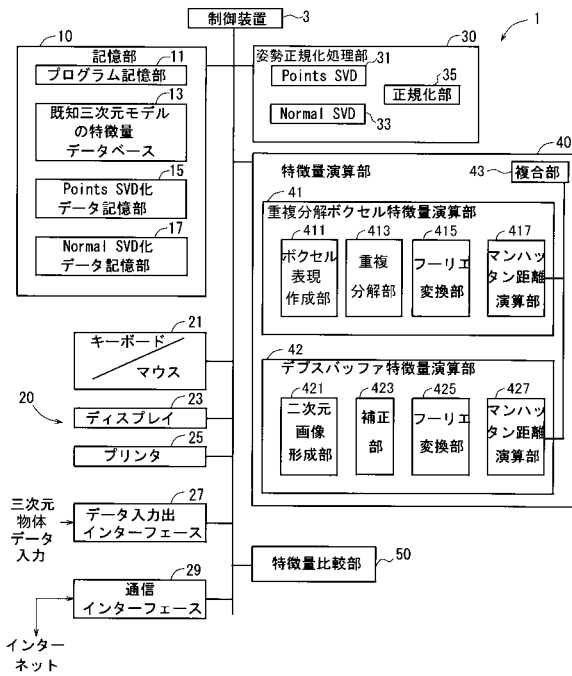 制御装置
3
1
10
記憶部
11
プログラム記憶部
13
既知三次元モデル
の特徴量
データベース
15
Points SVD化
データ記憶部
17
Normal SVD化
データ記憶部
30
姿勢正規化処理部
31
Points SVD
35
正規化部
Normal SVD
33
40
特徴量演算部
43
複合部
41
重複分解ボクセル特徴量演算部
411
ボクセル
表現
作成部
413
重複
分解部
415
フーリエ
変換部
417
マンハッ
タン距離
演算部
42
デプスバッファ特徴量演算部
421
二次元
画像
形成部
423
補正
部
425
フーリエ
変換部
427
マンハッ
タン距離
演算部
20
21
キーボード
マウス
23
ディスプレイ
25
プリンタ
三次元
物体
データ
入力
27
データ入力出
インターフェース
29
通信
インターフェース
インター
ネット
特徴量比較部
50